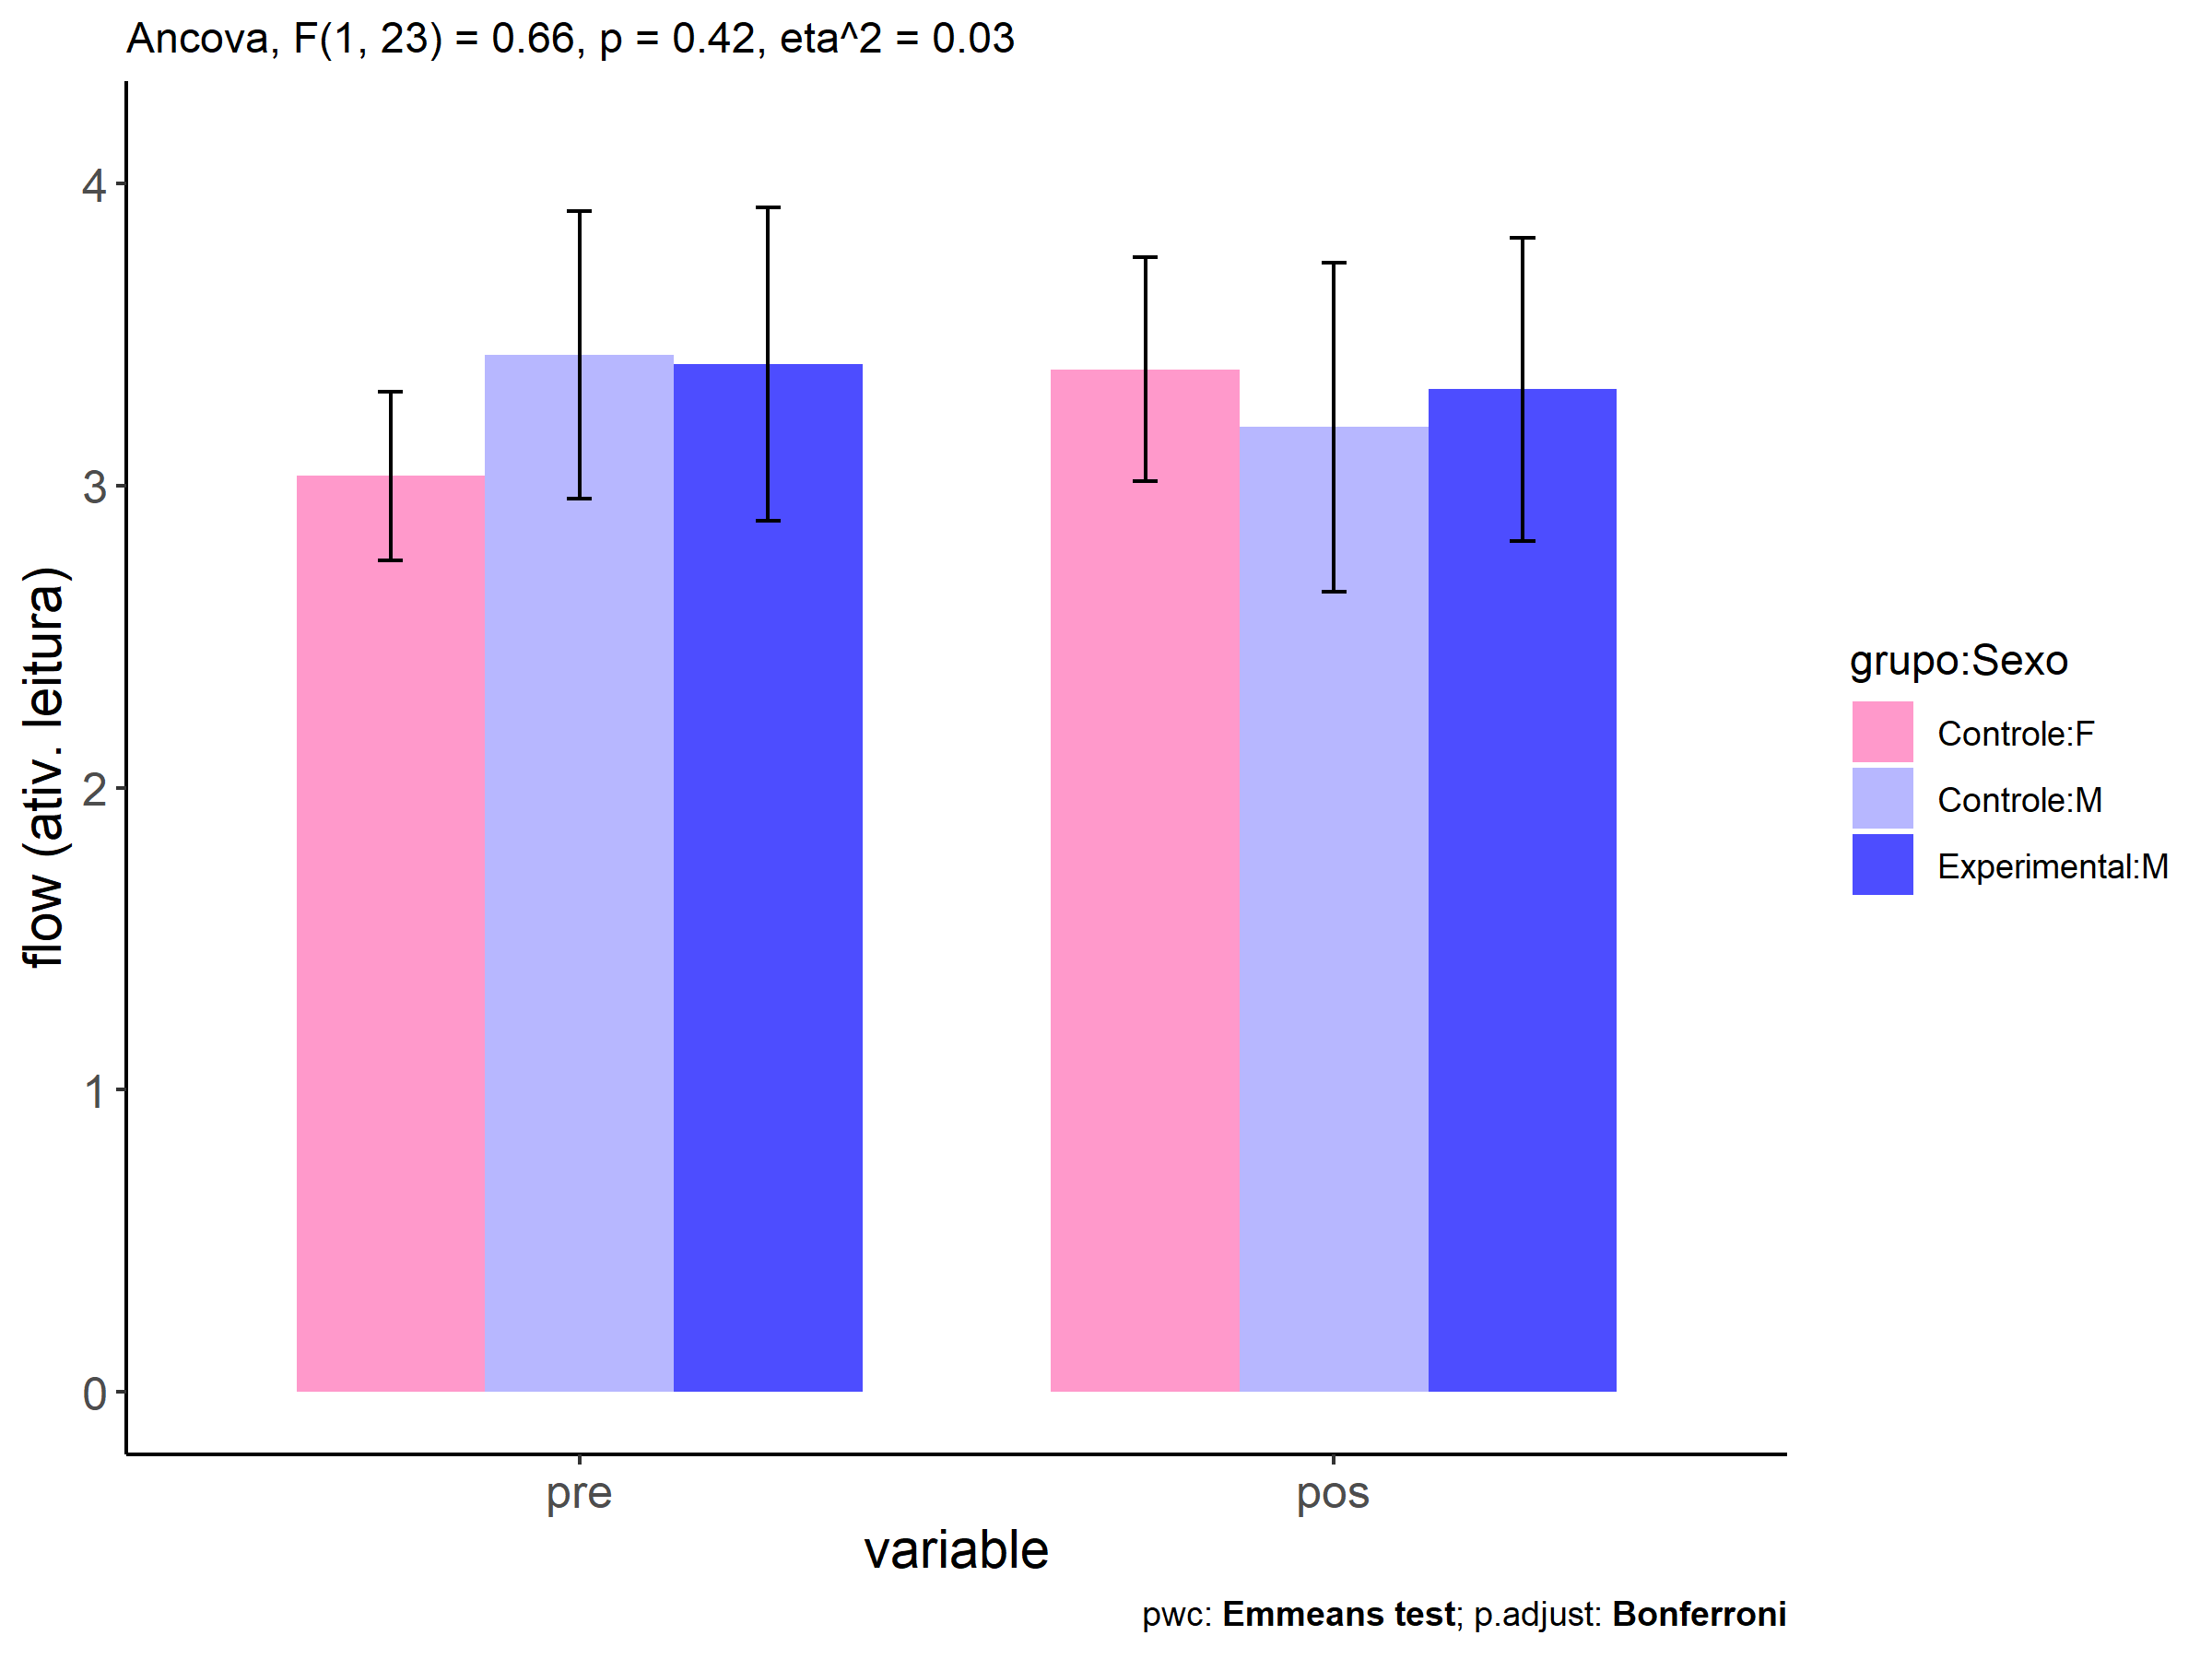 Ancova, F(1, 23) = 0.66, p = 0.42, eta^2 = 0.03
flow (ativ. leitura)
4
3
2
1
0
pre
pos
variable
grupo:Sexo
Controle:F
Controle:M
Experimental:M
pwc: Emmeans test; p.adjust: Bonferroni